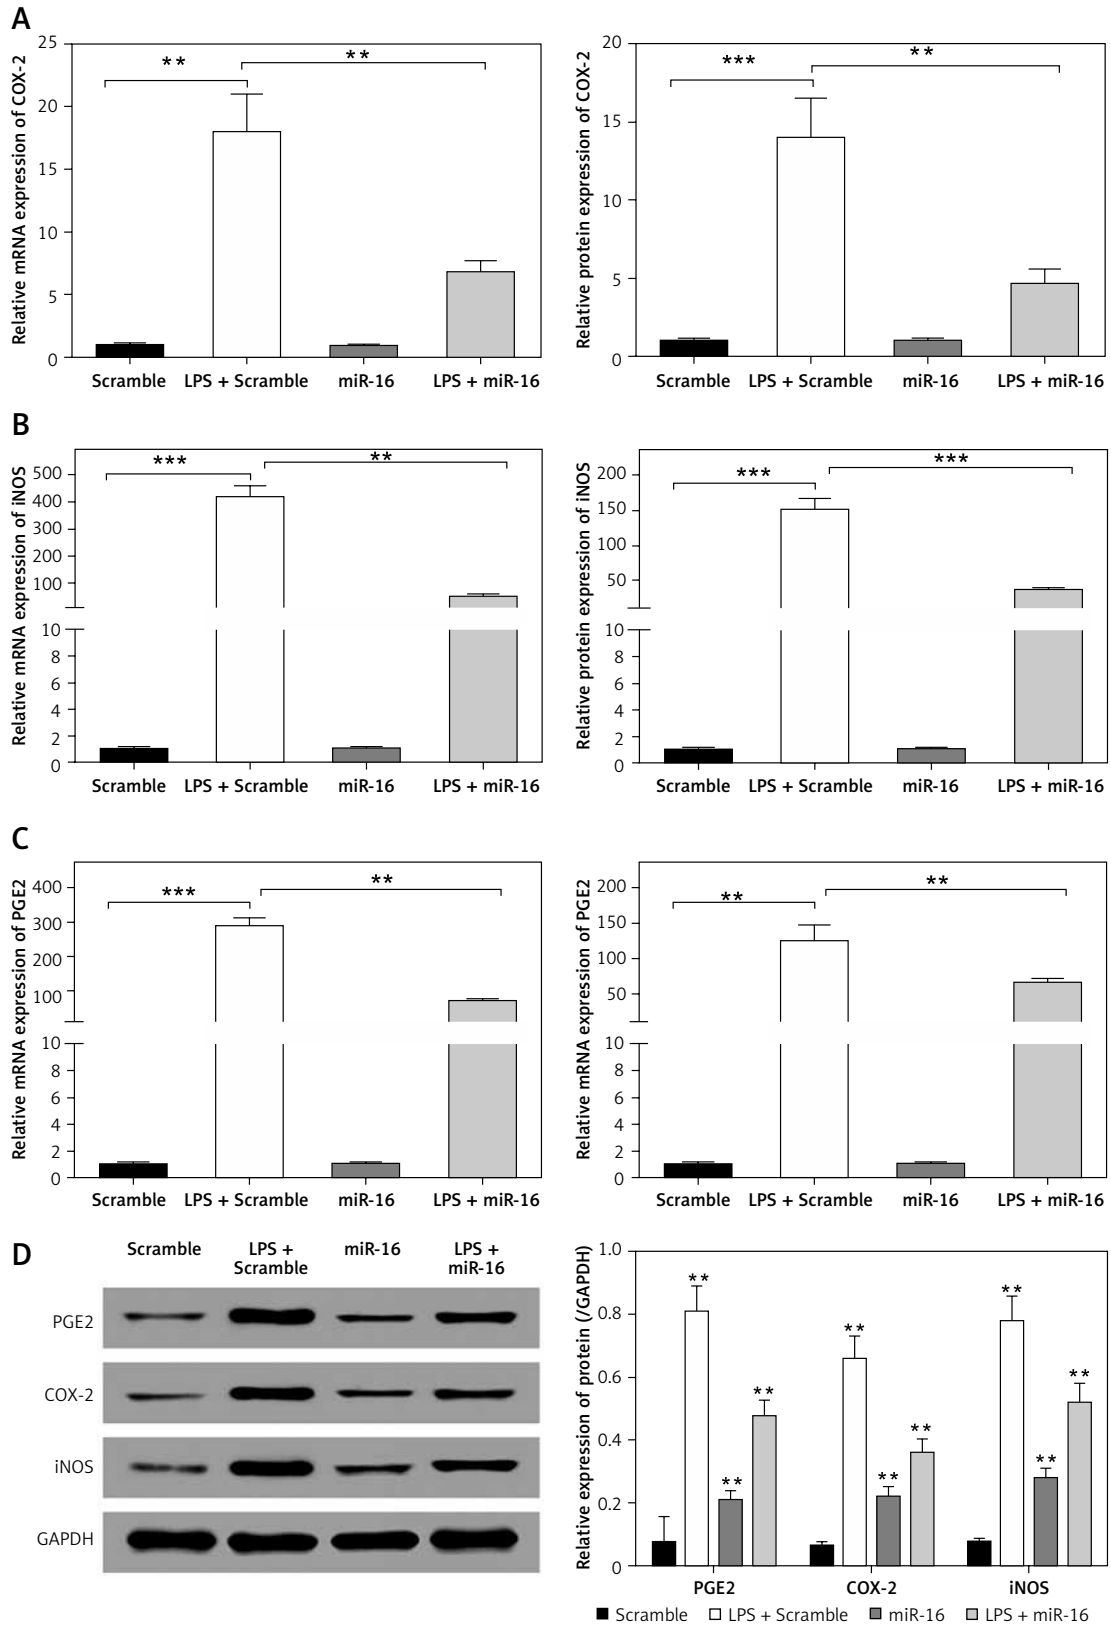 A
Relative mRNA expression of COX-2
25
20
15
10
5
0
**
**
Scramble LPS + Scramble miR-16 LPS + miR-16
Relative protein expression of COX-2
20
15
10
5
0
***
**
Scramble LPS + Scramble miR-16 LPS + miR-16
B
Relative mRNA expression of iNOS
500
400
300
200
100
10
8
6
4
2
0
***
**
Scramble LPS + Scramble miR-16 LPS + miR-16
Relative protein expression of iNOS
200
150
100
50
10
8
6
4
2
0
***
***
Scramble LPS + Scramble miR-16 LPS + miR-16
C
Relative mRNA expression of PGE2
400
300
200
100
10
8
6
4
2
0
***
**
Scramble LPS + Scramble miR-16 LPS + miR-16
Relative mRNA expression of PGE2
200
150
100
50
10
8
6
4
2
0
**
**
Scramble LPS + Scramble miR-16 LPS + miR-16
D
Scramble LPS + Scramble miR-16 LPS + miR-16
PGE2
COX-2
iNOS
GAPDH
Relative expression of protein (/GAPDH)
1.0
0.8
0.6
0.4
0.2
0
** ** **
** ** **
** ** **
PGE2 COX-2 iNOS
Scramble LPS + Scramble miR-16 LPS + miR-16